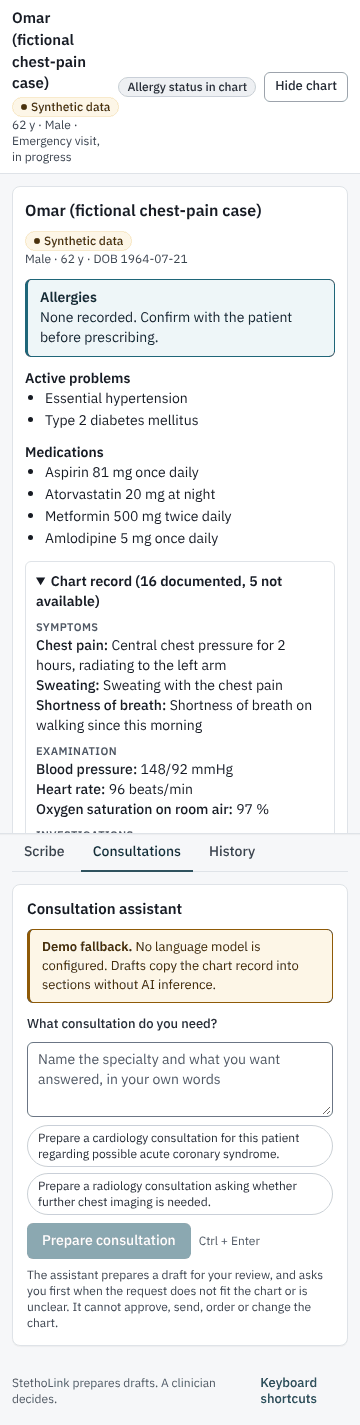 Omar
(fictional
chest-pain
case)
Synthetic data
62 y · Male ·
Emergency visit,
in progress
Allergy status in chart
Hide chart
Omar (fictional chest-pain case)
Synthetic data
Male · 62 y · DOB 1964-07-21
Allergies
None recorded. Confirm with the patient
before prescribing.
Active problems
Essential hypertension
Type 2 diabetes mellitus
Medications
Aspirin 81 mg once daily
Atorvastatin 20 mg at night
Metformin 500 mg twice daily
Amlodipine 5 mg once daily
Chart record (16 documented, 5 not
available)
SYMPTOMS
Chest pain: Central chest pressure for 2
hours, radiating to the left arm
Sweating: Sweating with the chest pain
Shortness of breath: Shortness of breath on
walking since this morning
EXAMINATION
Blood pressure: 148/92 mmHg
Heart rate: 96 beats/min
Oxygen saturation on room air: 97 %
Scribe
Consultations
History
Consultation assistant
Demo fallback. No language model is
configured. Drafts copy the chart record into
sections without AI inference.
What consultation do you need?
Name the specialty and what you want
answered, in your own words
Prepare a cardiology consultation for this patient
regarding possible acute coronary syndrome.
Prepare a radiology consultation asking whether
further chest imaging is needed.
Prepare consultation
Ctrl + Enter
The assistant prepares a draft for your review, and asks
you first when the request does not fit the chart or is
unclear. It cannot approve, send, order or change the
chart.
StethoLink prepares drafts. A clinician
decides.
Keyboard
shortcuts